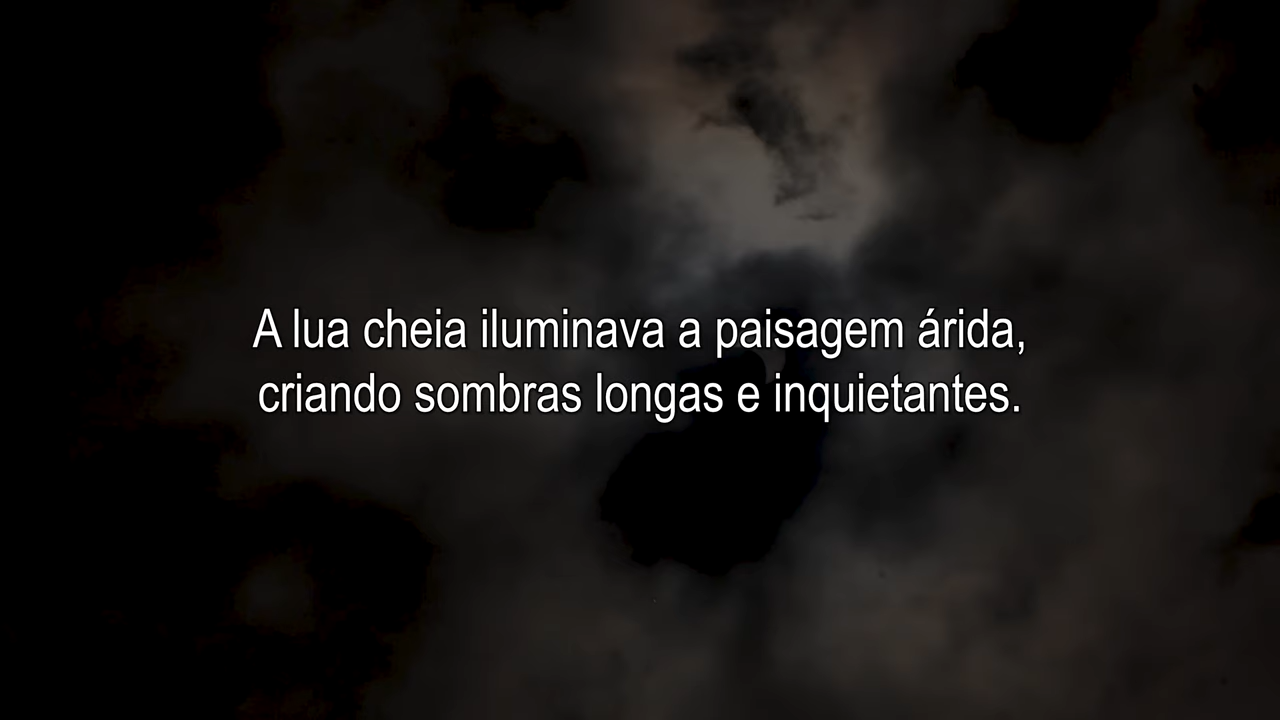 A lua cheia iluminava a paisagem árida,
criando sombras longas e inquietantes.